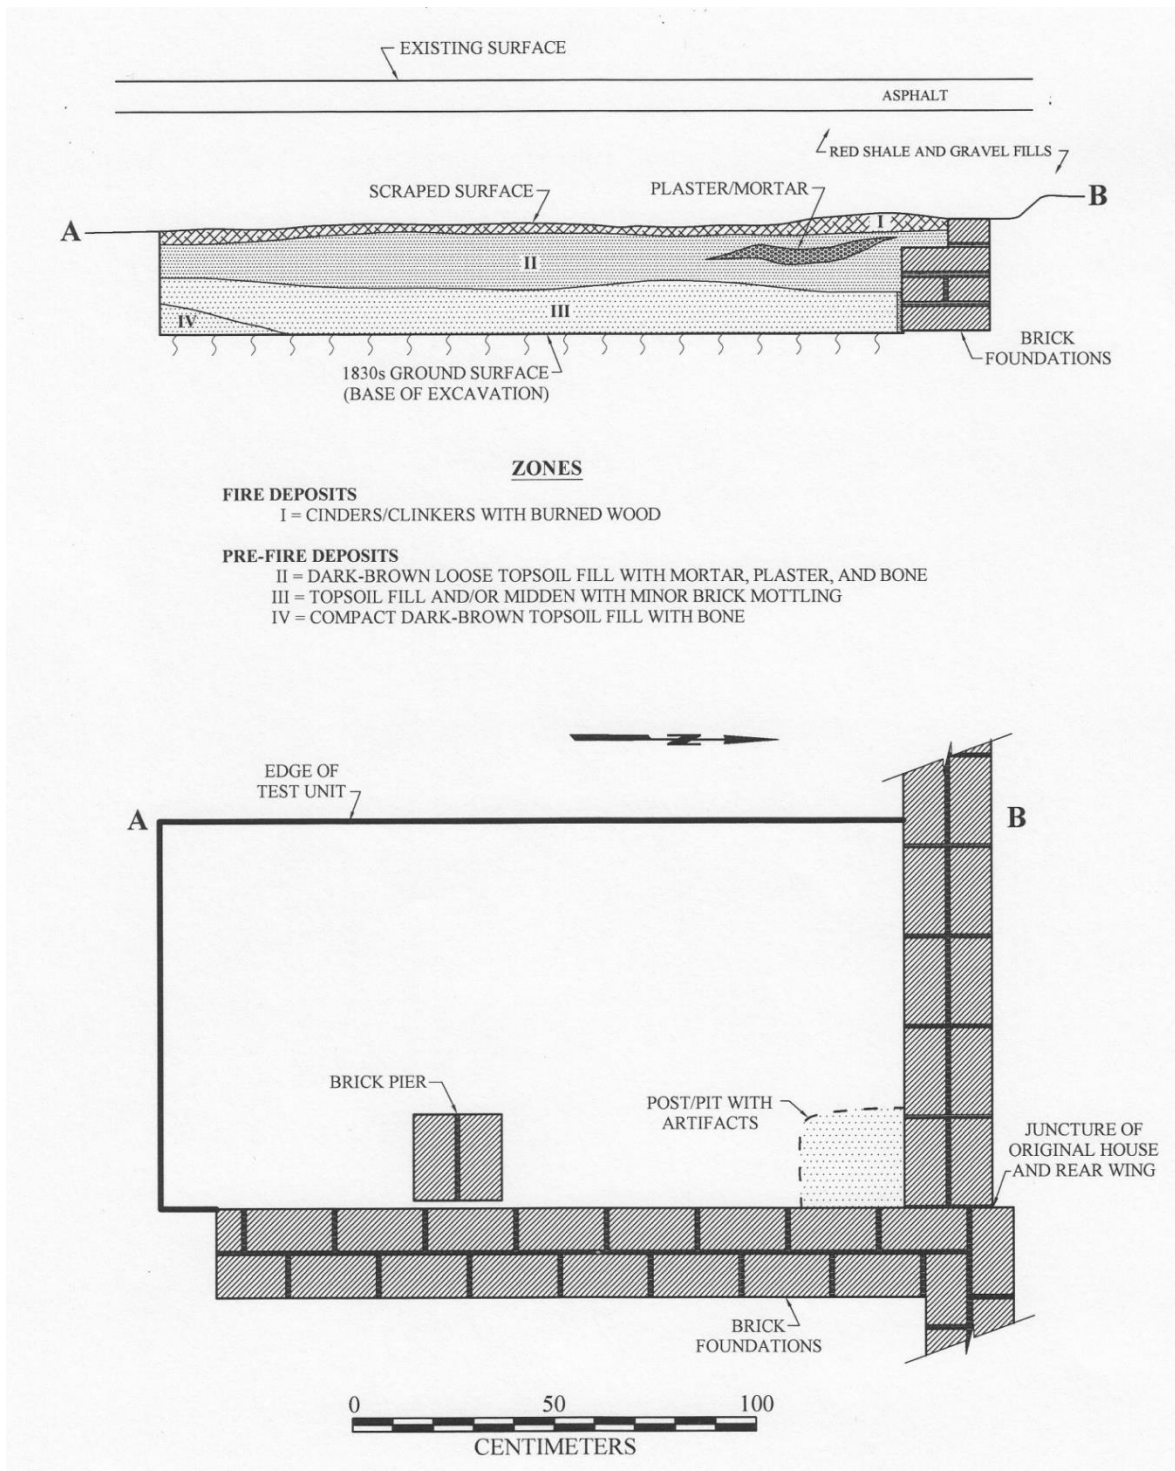 EXISTING SURFACE
ASPHALT
RED SHALE AND GRAVEL FILLS
SCRAPED SURFACE
PLASTER/MORTAR
A
B
I
II
III
IV
BRICK
FOUNDATIONS
1830s GROUND SURFACE
(BASE OF EXCAVATION)
ZONES
FIRE DEPOSITS
I = CINDERS/CLINKERS WITH BURNED WOOD
PRE-FIRE DEPOSITS
II = DARK-BROWN LOOSE TOPSOIL FILL WITH MORTAR, PLASTER, AND BONE
III = TOPSOIL FILL AND/OR MIDDEN WITH MINOR BRICK MOTTLING
IV = COMPACT DARK-BROWN TOPSOIL FILL WITH BONE
N
EDGE OF
TEST UNIT
A
B
BRICK PIER
POST/PIT WITH
ARTIFACTS
JUNCTURE OF
ORIGINAL HOUSE
AND REAR WING
BRICK
FOUNDATIONS
0 50 100
CENTIMETERS